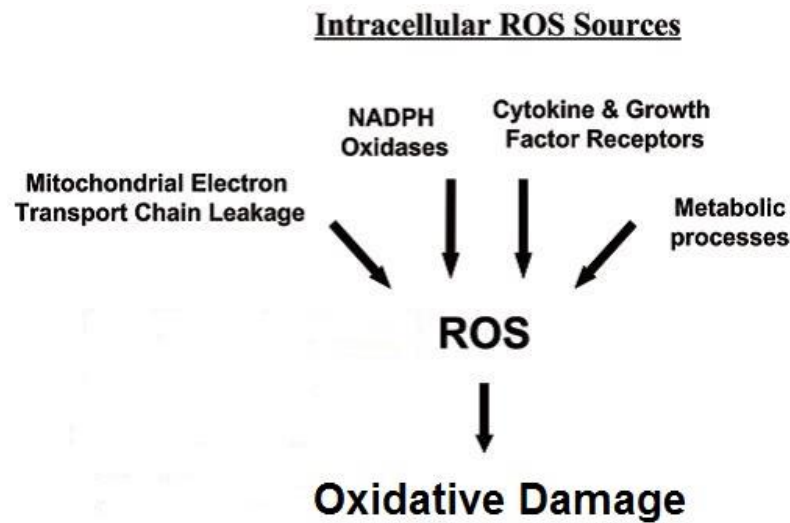 Intracellular ROS Sources
NADPH
Oxidases
Cytokine & Growth
Factor Receptors
Mitochondrial Electron
Transport Chain Leakage
Metabolic
processes
ROS
Oxidative Damage